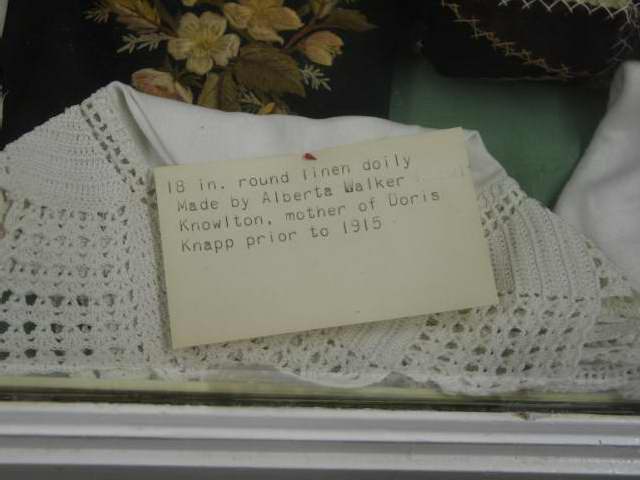 18 in. round linen doily
Made by Alberta Walker
Knowlton, mother of Doris
Knapp prior to 1915